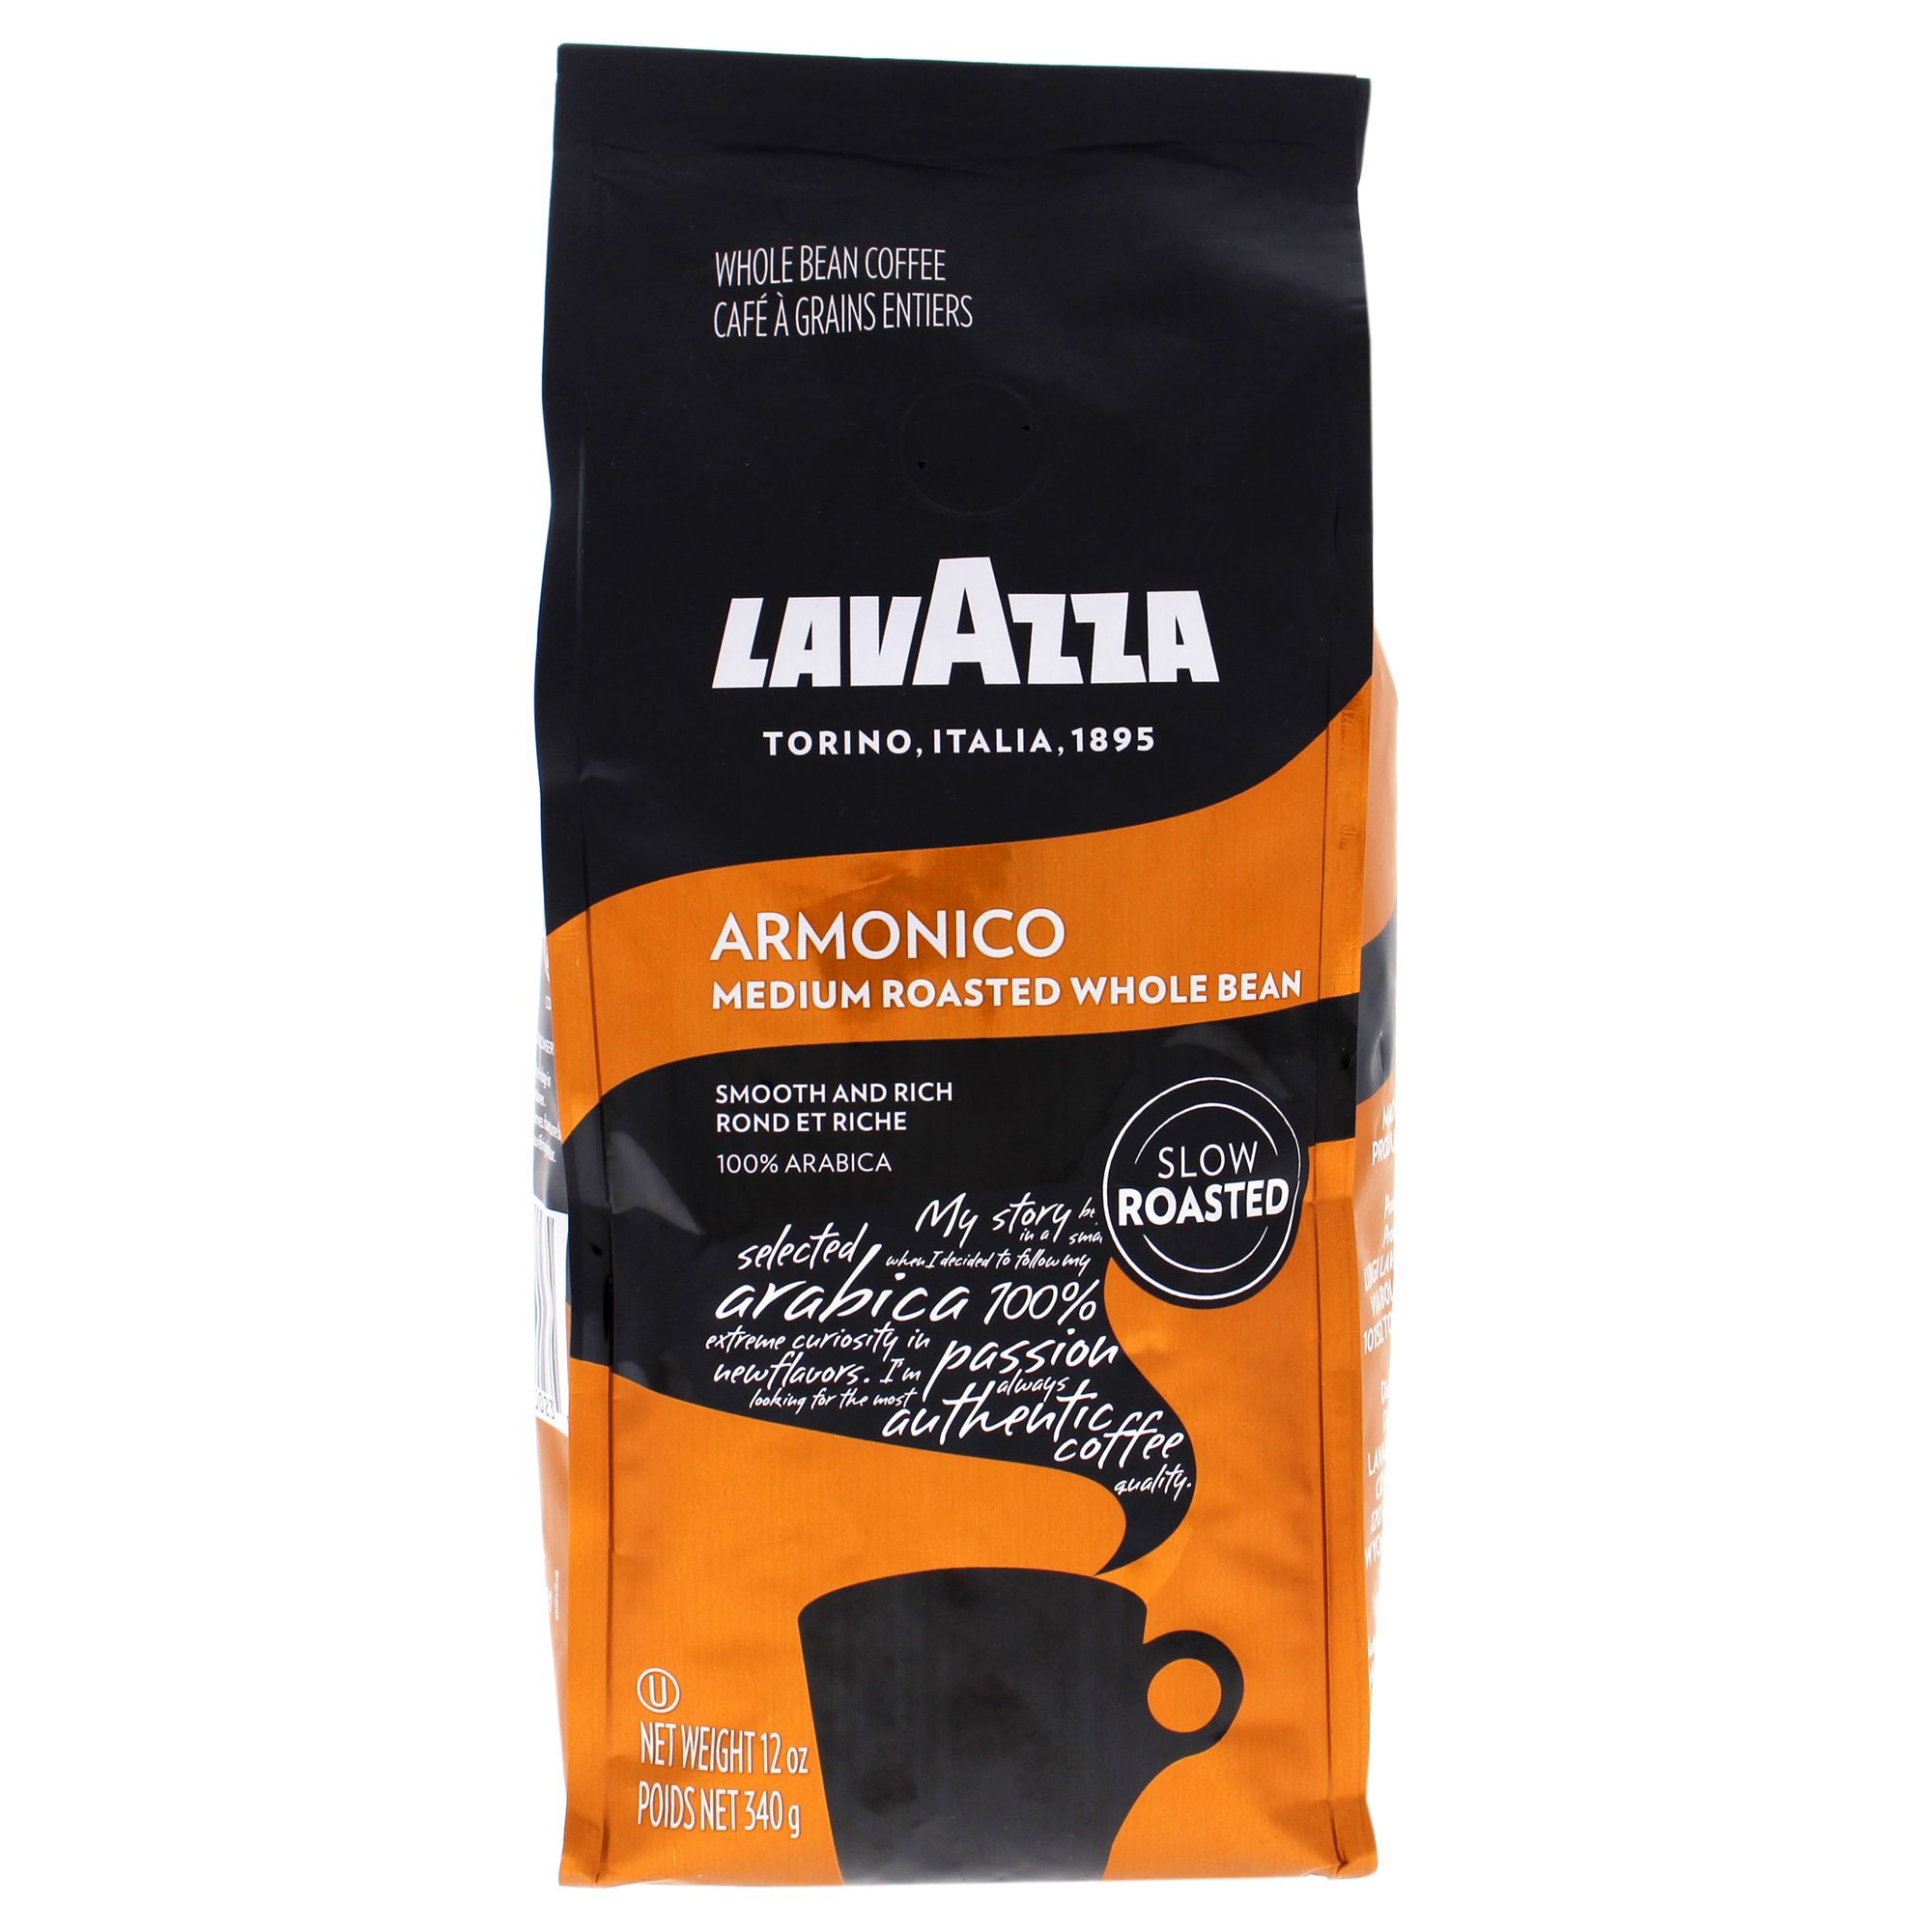 WHOLE BEAN COFFEE
CAFÉ À GRAINS ENTIERS
LAVAZZA
TORINO, ITALIA, 1895
ARMONICO
MEDIUM ROASTED WHOLE BEAN
SMOOTH AND RICH
ROND ET RICHE
100% ARABICA
SLOW
ROASTED
My story
in a
selected
when I decided to follow my
arabica 100%
extreme curiosity in
passion
new flavors. I'm
always
looking for the most
authentic
coffee
quality.
U
NET WEIGHT 12 oz
POIDS NET 340 g